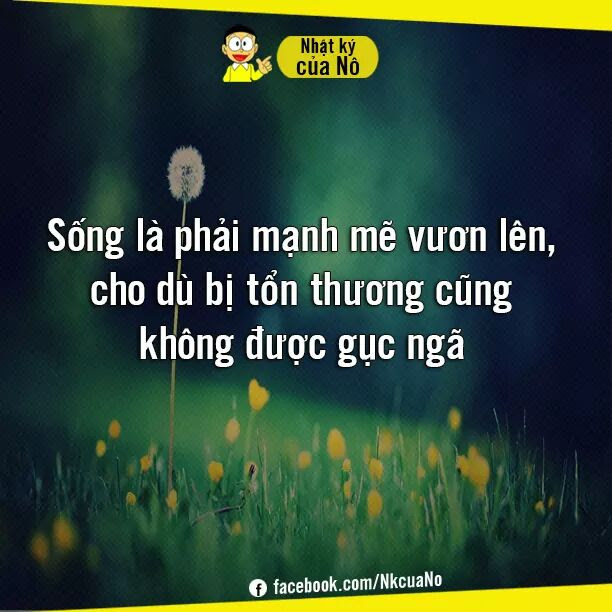 Nhật ký
của Nô
Sống là phải mạnh mẽ vươn lên,
cho dù bị tổn thương cũng
không được gục ngã
facebook.com/NkcuaNo